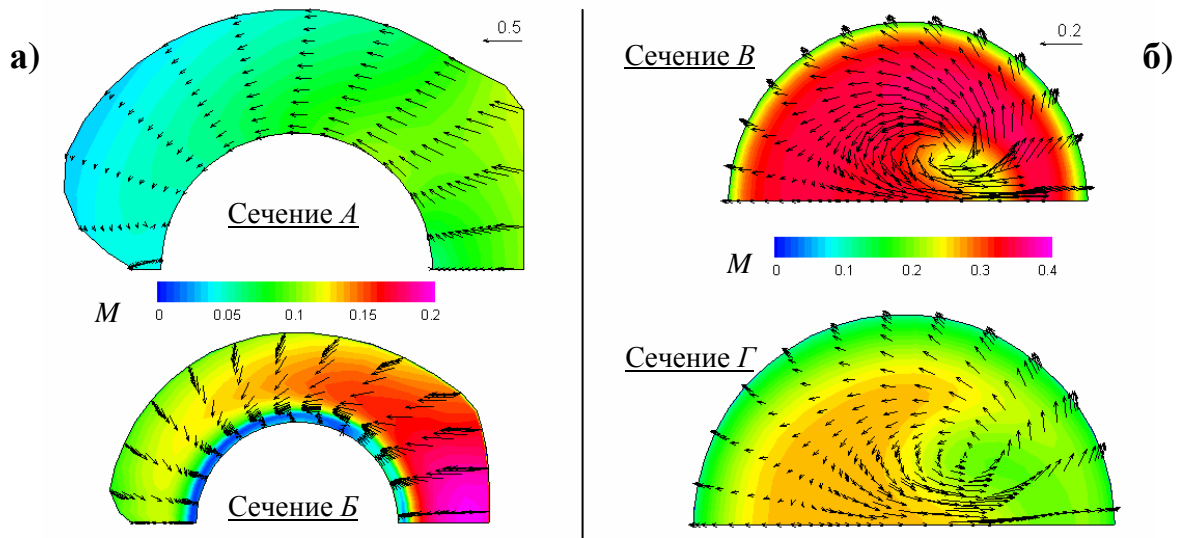 а)
0.5
Сечение А
M
0 0.05 0.1 0.15 0.2
Сечение Б
б)
0.2
Сечение В
M
0 0.1 0.2 0.3 0.4
Сечение Г